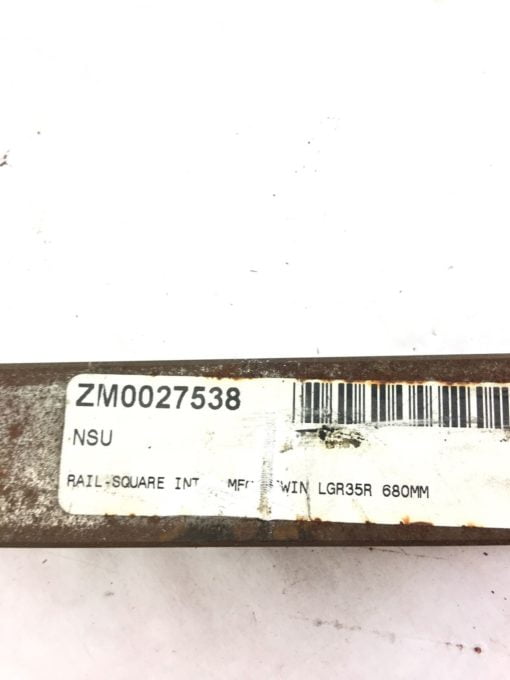 ZM0027538
NSU
RAIL-SQUARE INT LGR35R 680MM